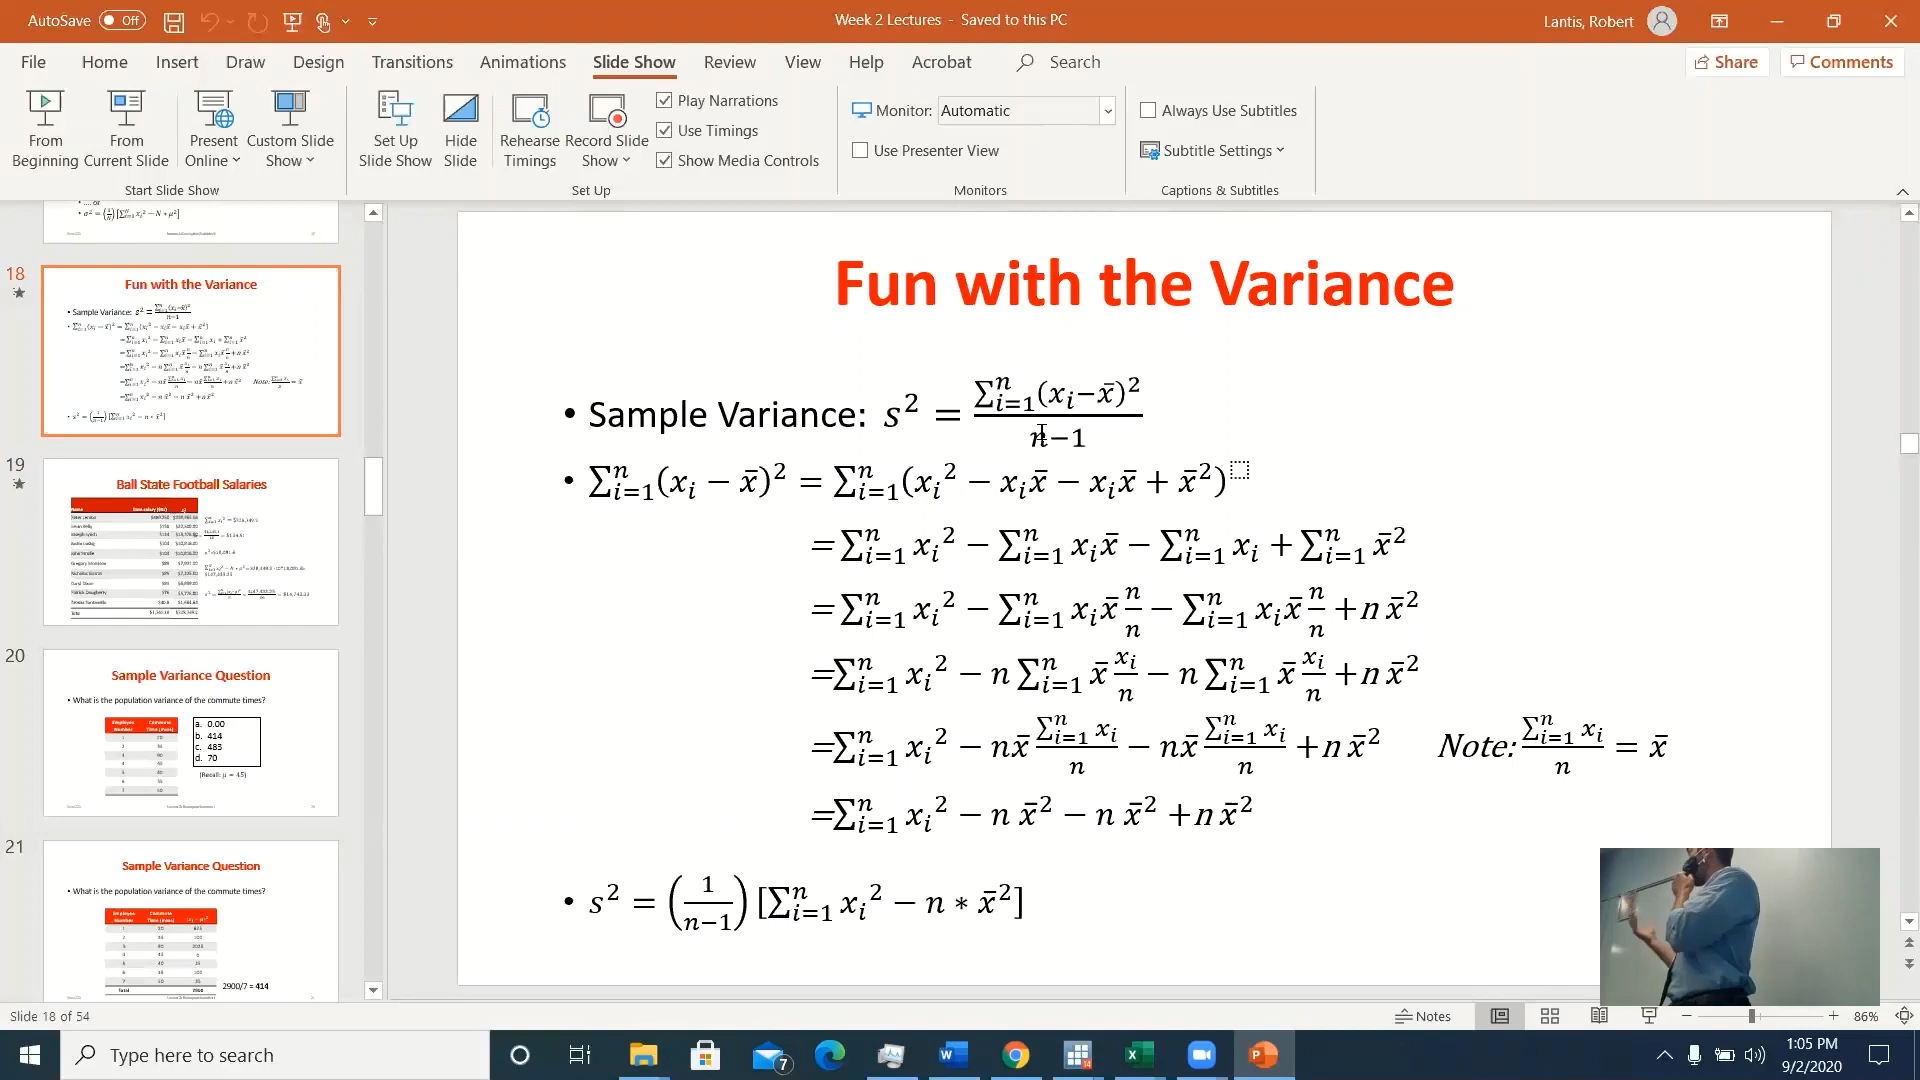 AutoSave Off
Week 2 Lectures - Saved to this PC
Lantis, Robert
File Home Insert Draw Design Transitions Animations Slide Show Review View Help Acrobat Search
Share Comments
From Beginning
From Current Slide
Present Online
Custom Slide Show
Set Up Slide Show
Hide Slide
Rehearse Timings
Record Slide Show
Play Narrations
Use Timings
Show Media Controls
Monitor: Automatic
Use Presenter View
Always Use Subtitles
Subtitle Settings
Start Slide Show
Set Up
Monitors
Captions & Subtitles
18
Fun with the Variance
19
Ball State Football Salaries
20
Sample Variance Question
• What is the population variance of the commute times?
Employee Number Commute Time (mins)
a. 0.00
b. 414
c. 483
d. 70
(Recall: μ = 45)
21
Sample Variance Question
• What is the population variance of the commute times?
2900/7 = 414
Fun with the Variance
• Sample Variance: s² = ∑ⁿᵢ₌₁(xᵢ−x̄)² / n−1
• ∑ⁿᵢ₌₁(xᵢ − x̄)² = ∑ⁿᵢ₌₁(xᵢ² − xᵢx̄ − xᵢx̄ + x̄²)
=∑ⁿᵢ₌₁ xᵢ² − ∑ⁿᵢ₌₁ xᵢx̄ − ∑ⁿᵢ₌₁ xᵢ + ∑ⁿᵢ₌₁ x̄²
=∑ⁿᵢ₌₁ xᵢ² − ∑ⁿᵢ₌₁ xᵢx̄ n/n − ∑ⁿᵢ₌₁ xᵢx̄ n/n +n x̄²
=∑ⁿᵢ₌₁ xᵢ² − n ∑ⁿᵢ₌₁ x̄ xᵢ/n − n ∑ⁿᵢ₌₁ x̄ xᵢ/n +n x̄²
=∑ⁿᵢ₌₁ xᵢ² − nx̄ ∑ⁿᵢ₌₁ xᵢ/n − nx̄ ∑ⁿᵢ₌₁ xᵢ/n +n x̄² Note: ∑ⁿᵢ₌₁ xᵢ/n = x̄
=∑ⁿᵢ₌₁ xᵢ² − n x̄² − n x̄² +n x̄²
• s² = (1/n−1) [∑ⁿᵢ₌₁ xᵢ² − n ∗ x̄²]
Slide 18 of 54
Notes
86%
Type here to search
7
14
1:05 PM
9/2/2020